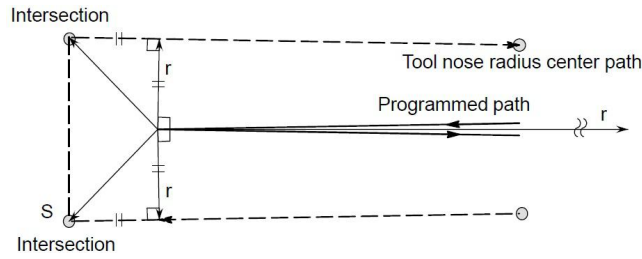 Intersection
r
Tool nose radius center path
Programmed path
r
r
S
Intersection